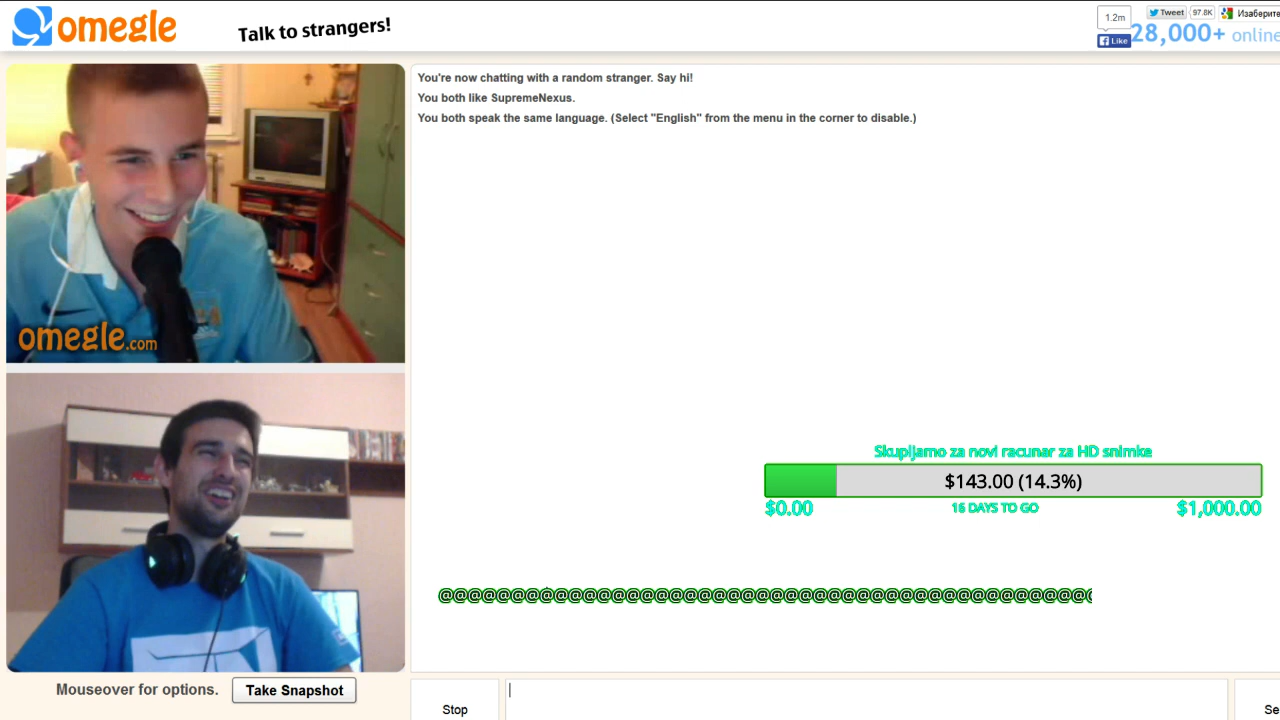 omegle
Talk to strangers!
1.2m
Like
Tweet
97.8K
Изаберите
28,000+ online
You're now chatting with a random stranger. Say hi!
You both like SupremeNexus.
You both speak the same language. (Select "English" from the menu in the corner to disable.)
omegle.com
Skupljamo za novi racunar za HD snimke
$143.00 (14.3%)
$0.00
16 DAYS TO GO
$1,000.00
Mouseover for options.
Take Snapshot
Stop
Se